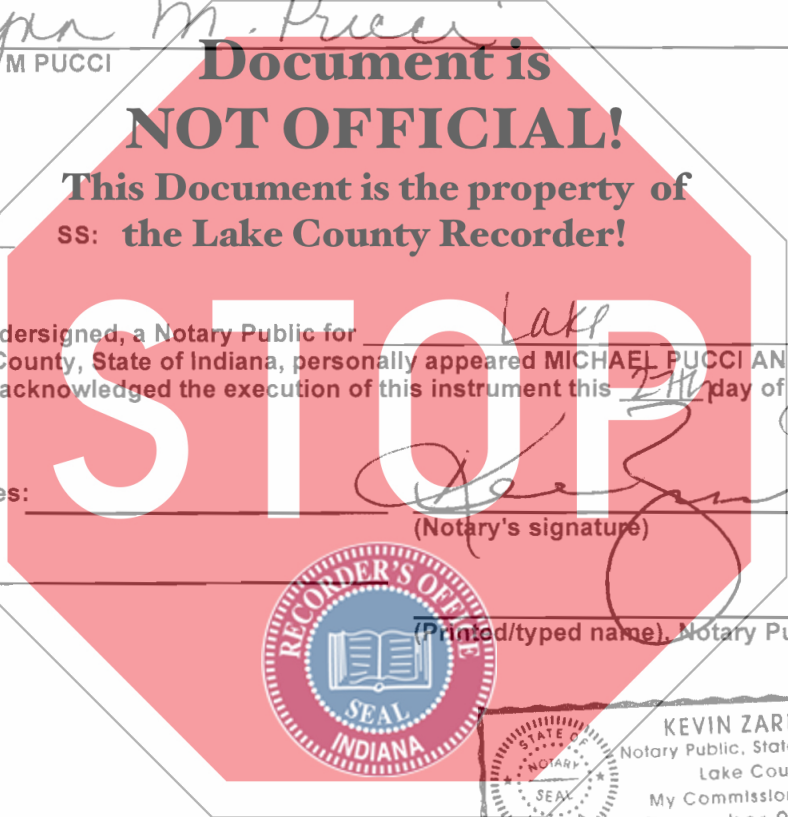 M. Pucci
M PUCCI
Document is
NOT OFFICIAL!
This Document is the property of
SS: the Lake County Recorder!
dersigned, a Notary Public for Lake
County, State of Indiana, personally appeared MICHAEL PUCCI AN
acknowledged the execution of this instrument this 27th day of
STOP
es:
(Notary's signature)
RECORDER'S OFFICE
SEAL
INDIANA
(Printed/typed name), Notary Pu
STATE OF
NOTARY
SEAL
KEVIN ZAR
Notary Public, Stat
Lake Cou
My Commission